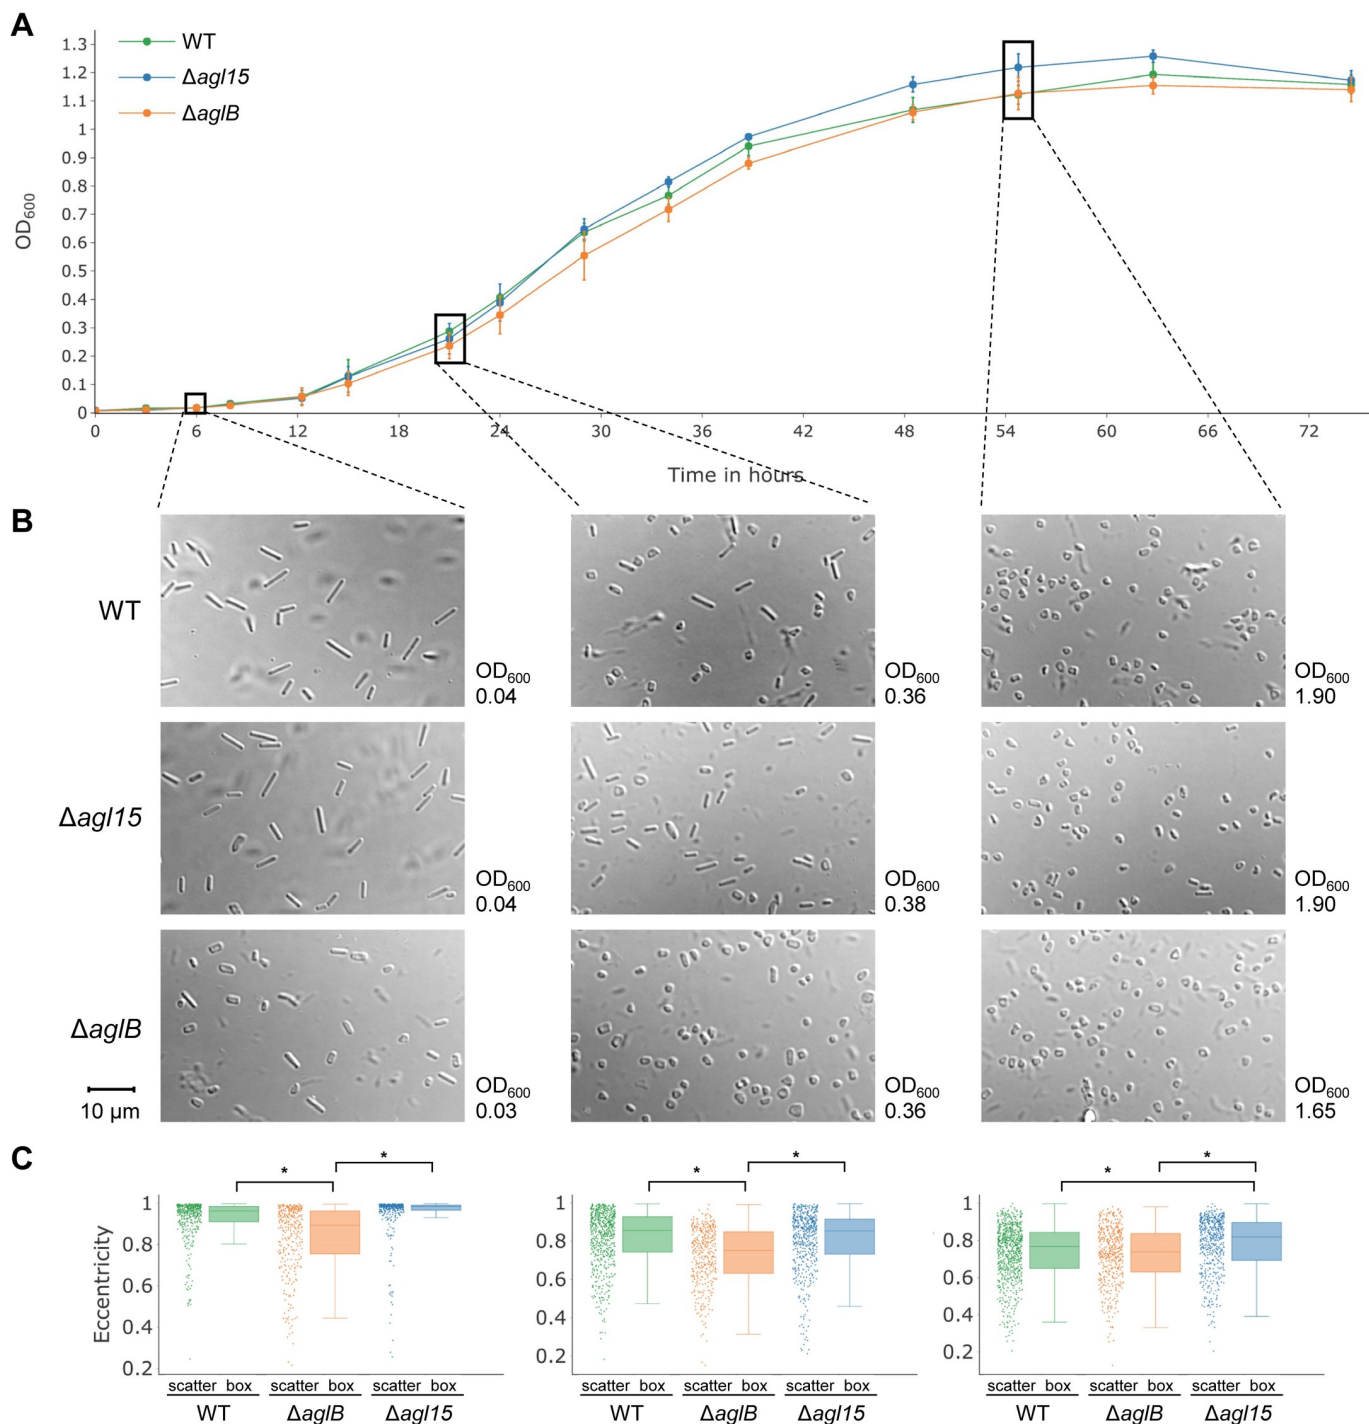 A
WT
Δagl15
ΔaglB
1.3
1.2
1.1
1
0.9
0.8
0.7
0.6
0.5
0.4
0.3
0.2
0.1
0
OD600
0 6 12 18 24 30 36 42 48 54 60 66 72
Time in hours
B
WT
OD600
0.04
OD600
0.36
OD600
1.90
Δagl15
OD600
0.04
OD600
0.38
OD600
1.90
ΔaglB
10 µm
OD600
0.03
OD600
0.36
OD600
1.65
C
* * * * * *
Eccentricity
1
0.8
0.6
0.4
0.2
1
0.8
0.6
0.4
0.2
1
0.8
0.6
0.4
0.2
scatter box scatter box scatter box scatter box scatter box scatter box scatter box scatter box scatter box
WT ΔaglB Δagl15 WT ΔaglB Δagl15 WT ΔaglB Δagl15